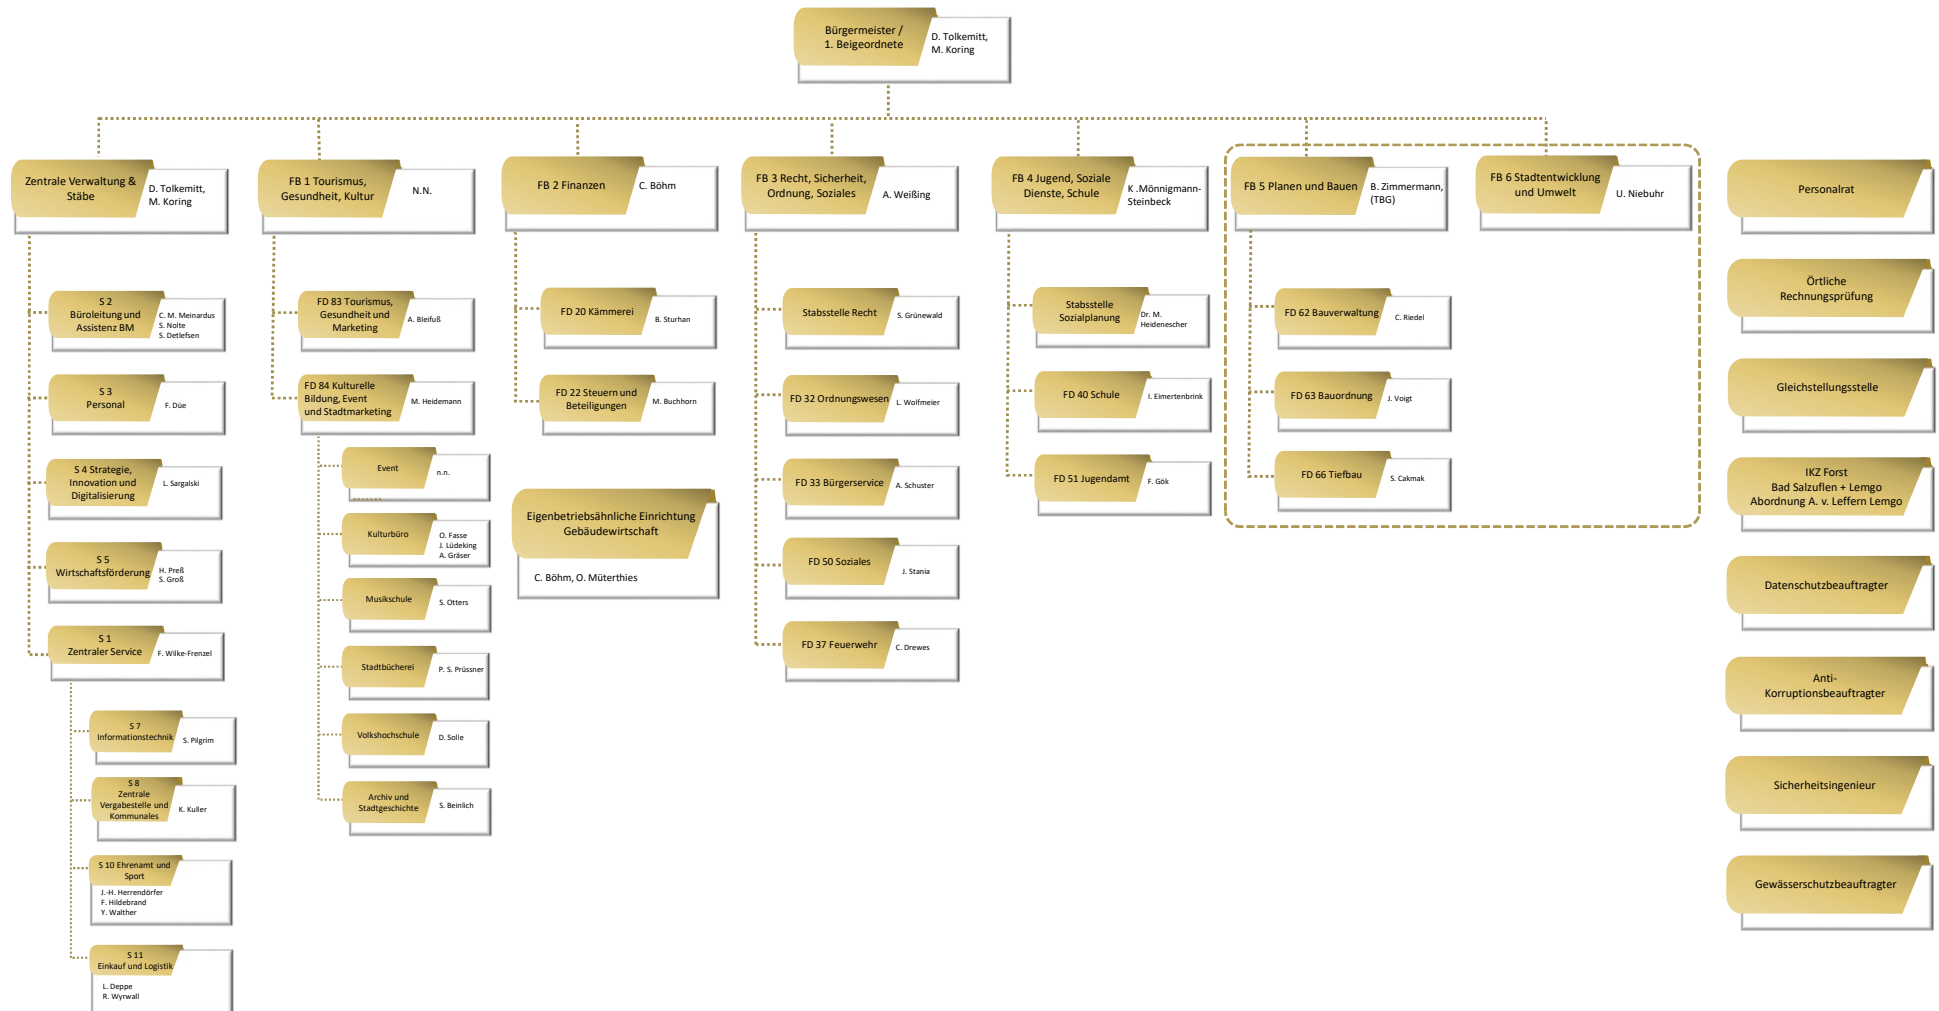 Bürgermeister /
1. Beigeordnete
D. Tolkemitt,
M. Koring
Zentrale Verwaltung &
Stäbe
D. Tolkemitt,
M. Koring
S 2
Büroleitung und
Assistenz BM
C. M. Meinardus
S. Nolte
S. Detlefsen
S 3
Personal
F. Düe
S 4 Strategie,
Innovation und
Digitalisierung
L. Sargalski
S 5
Wirtschaftsförderung
H. Preß
S. Groß
S 1
Zentraler Service
F. Wilke-Frenzel
S 7
Informationstechnik
S. Pilgrim
S 8
Zentrale
Vergabestelle und
Kommunales
K. Kuller
S 10 Ehrenamt und
Sport
J.-H. Herrendörfer
F. Hildebrand
Y. Walther
S 11
Einkauf und Logistik
L. Deppe
R. Wyrwall
FB 1 Tourismus,
Gesundheit, Kultur
N.N.
FD 83 Tourismus,
Gesundheit und
Marketing
A. Bleifuß
FD 84 Kulturelle
Bildung, Event
und Stadtmarketing
M. Heidemann
Event
n.n.
Kulturbüro
O. Fasse
J. Lüdeking
A. Gräser
Musikschule
S. Otters
Stadtbücherei
P. S. Prüssner
Volkshochschule
D. Solle
Archiv und
Stadtgeschichte
S. Beinlich
FB 2 Finanzen
C. Böhm
FD 20 Kämmerei
B. Sturhan
FD 22 Steuern und
Beteiligungen
M. Buchhorn
Eigenbetriebsähnliche Einrichtung
Gebäudewirtschaft
C. Böhm, O. Müterthies
FB 3 Recht, Sicherheit,
Ordnung, Soziales
A. Weißing
Stabsstelle Recht
S. Grünewald
FD 32 Ordnungswesen
L. Wolfmeier
FD 33 Bürgerservice
A. Schuster
FD 50 Soziales
J. Stania
FD 37 Feuerwehr
C. Drewes
FB 4 Jugend, Soziale
Dienste, Schule
K .Mönnigmann-
Steinbeck
Stabsstelle
Sozialplanung
Dr. M.
Heidenescher
FD 40 Schule
I. Eimertenbrink
FD 51 Jugendamt
F. Gök
FB 5 Planen und Bauen
B. Zimmermann,
(TBG)
FD 62 Bauverwaltung
C. Riedel
FD 63 Bauordnung
J. Voigt
FD 66 Tiefbau
S. Cakmak
FB 6 Stadtentwicklung
und Umwelt
U. Niebuhr
Personalrat
Örtliche
Rechnungsprüfung
Gleichstellungsstelle
IKZ Forst
Bad Salzuflen + Lemgo
Abordnung A. v. Leffern Lemgo
Datenschutzbeauftragter
Anti-
Korruptionsbeauftragter
Sicherheitsingenieur
Gewässerschutzbeauftragter